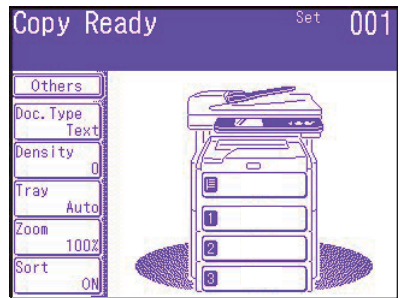 Copy Ready
Set 001
Others
Doc.Type
Text
Density
0
Tray
Auto
Zoom
100%
Sort
ON
1
2
3